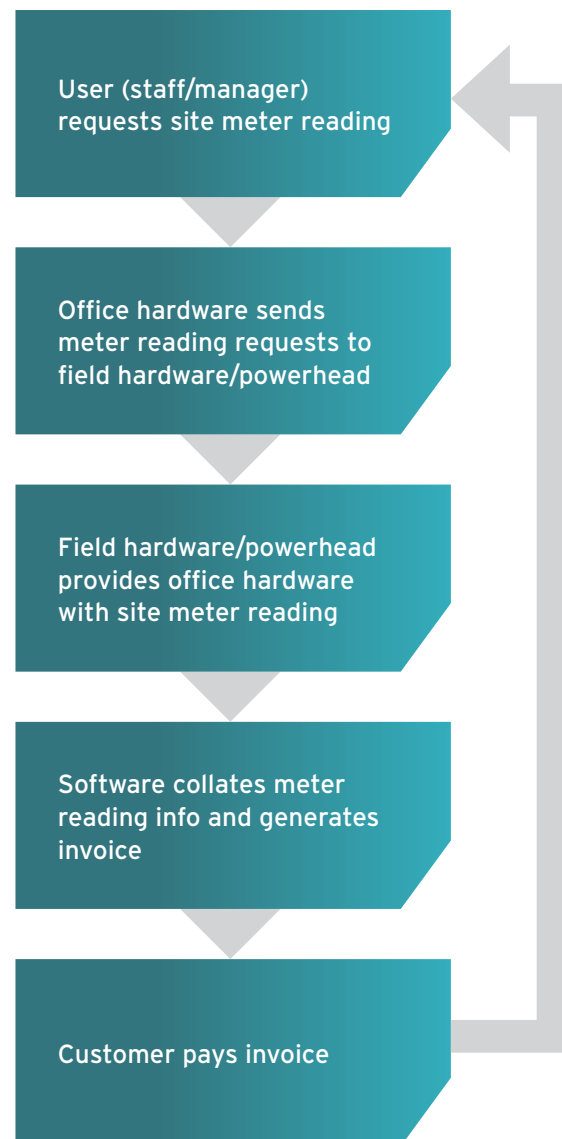 User (staff/manager)
requests site meter reading
Office hardware sends
meter reading requests to
field hardware/powerhead
Field hardware/powerhead
provides office hardware
with site meter reading
Software collates meter
reading info and generates
invoice
Customer pays invoice